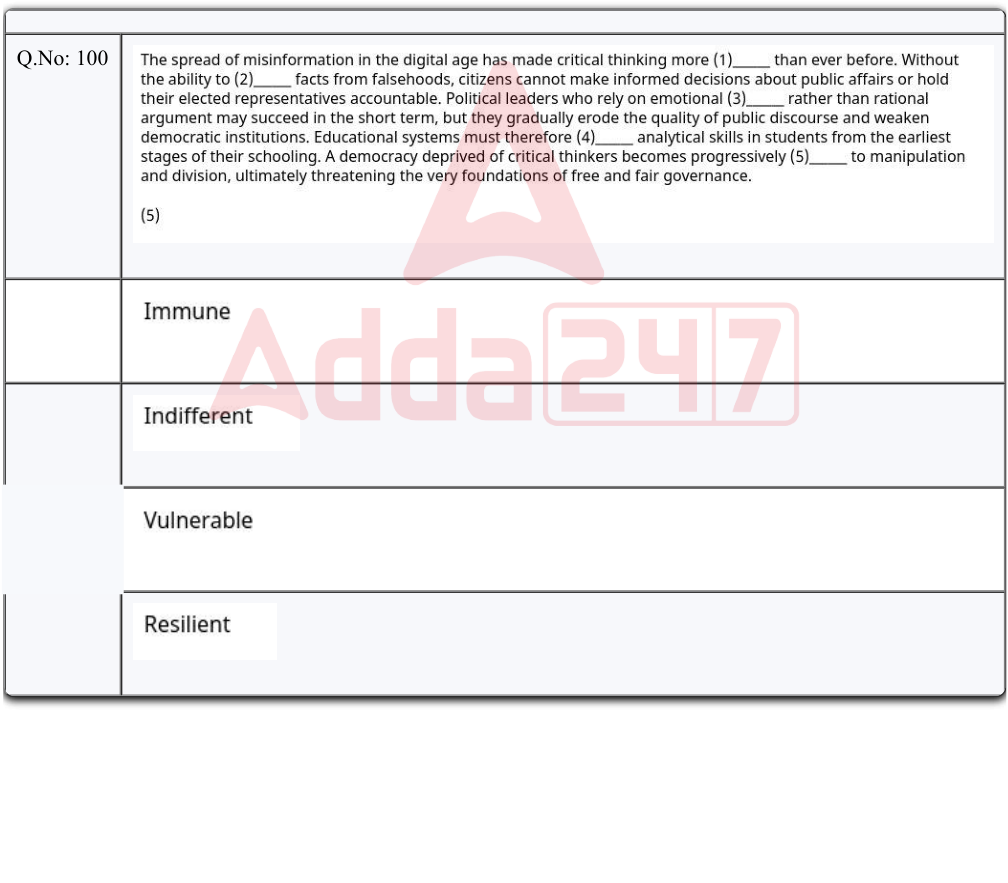 Q.No: 100
The spread of misinformation in the digital age has made critical thinking more (1)_____ than ever before. Without
the ability to (2)_____ facts from falsehoods, citizens cannot make informed decisions about public affairs or hold
their elected representatives accountable. Political leaders who rely on emotional (3)_____ rather than rational
argument may succeed in the short term, but they gradually erode the quality of public discourse and weaken
democratic institutions. Educational systems must therefore (4)_____ analytical skills in students from the earliest
stages of their schooling. A democracy deprived of critical thinkers becomes progressively (5)_____ to manipulation
and division, ultimately threatening the very foundations of free and fair governance.
(5)
Immune
Adda247
Indifferent
Vulnerable
Resilient